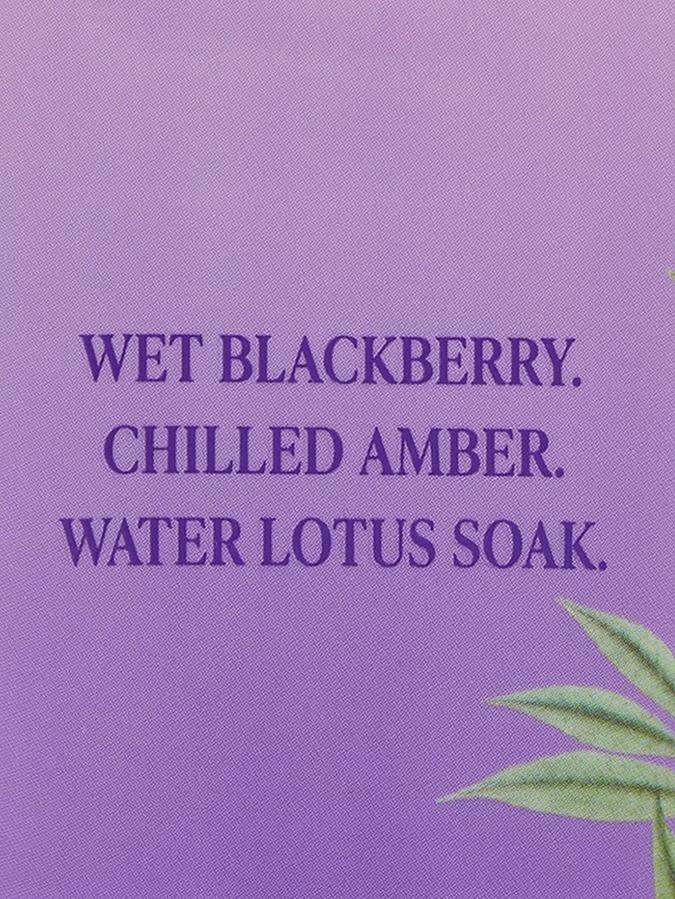 WET BLACKBERRY.
CHILLED AMBER.
WATER LOTUS SOAK.